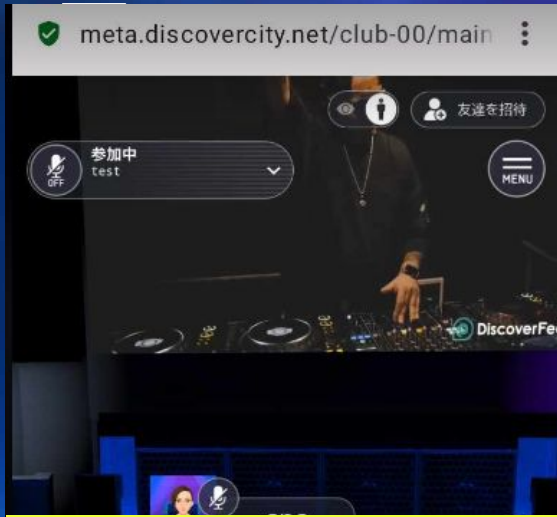 meta.discovercity.net/club-00/main
友達を招待
参加中
test
OFF
MENU
DiscoverFe